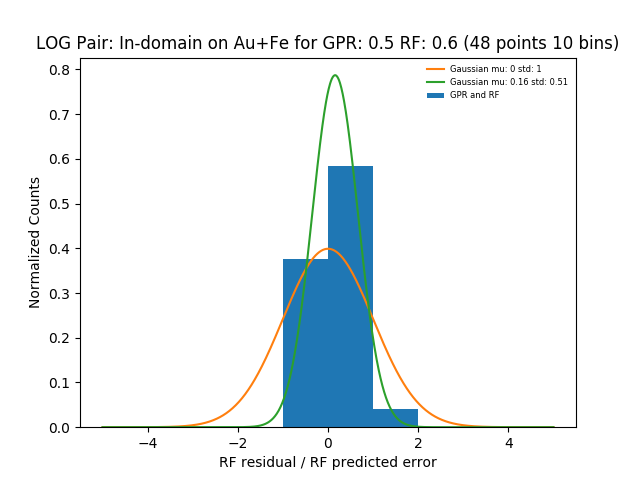 LOG Pair: In-domain on Au+Fe for GPR: 0.5 RF: 0.6 (48 points 10 bins)
Gaussian mu: 0 std: 1
Gaussian mu: 0.16 std: 0.51
GPR and RF
Normalized Counts
0.8
0.7
0.6
0.5
0.4
0.3
0.2
0.1
0.0
−4 −2 0 2 4
RF residual / RF predicted error